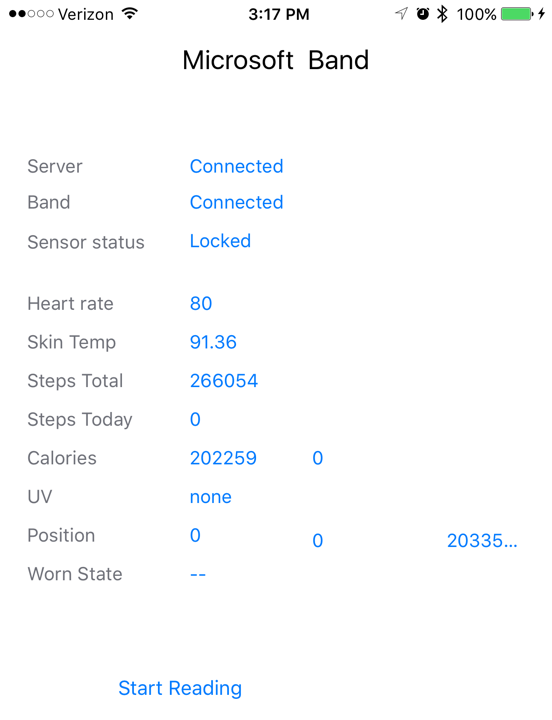 Verizon 3:17 PM 100%
Microsoft Band
Server Connected
Band Connected
Sensor status Locked
Heart rate 80
Skin Temp 91.36
Steps Total 266054
Steps Today 0
Calories 202259 0
UV none
Position 0 0 20335...
Worn State --
Start Reading